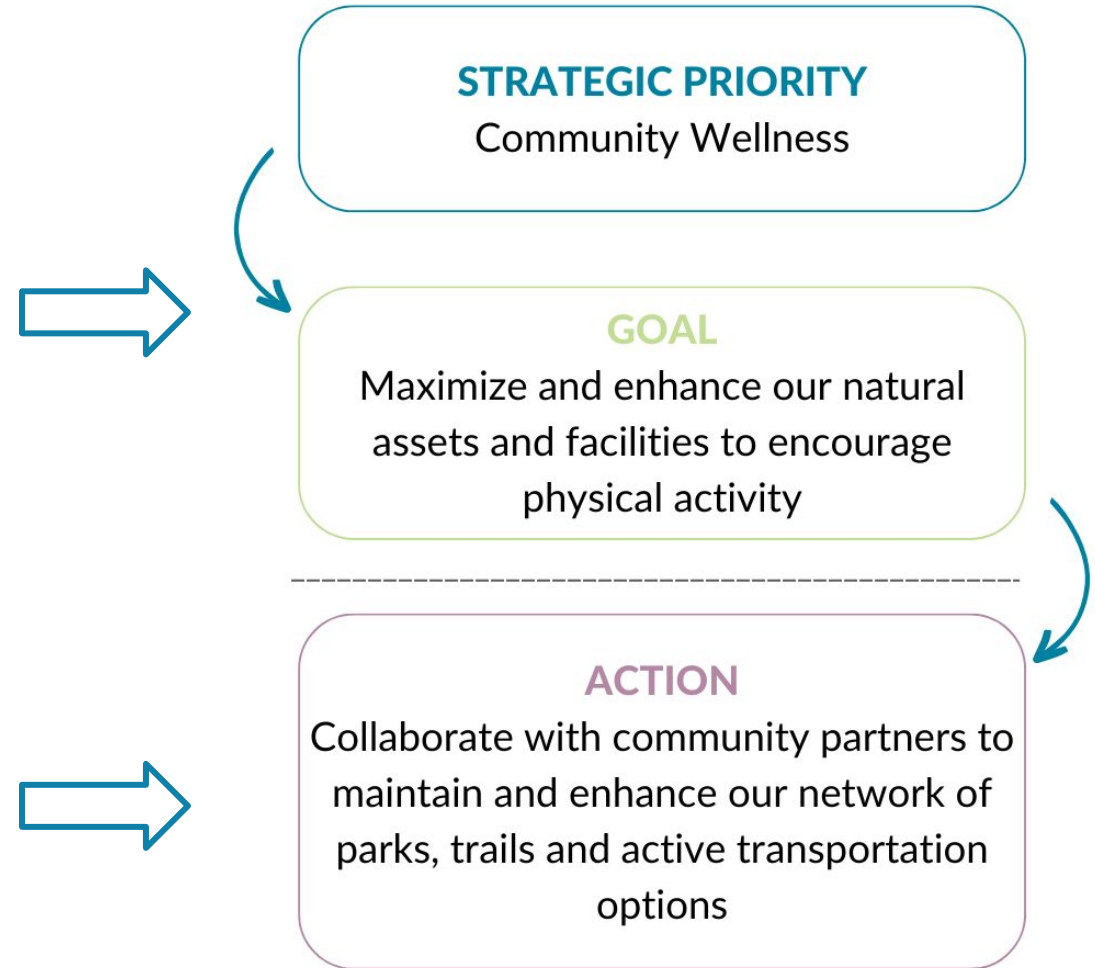 STRATEGIC PRIORITY
Community Wellness
GOAL
Maximize and enhance our natural
assets and facilities to encourage
physical activity
ACTION
Collaborate with community partners to
maintain and enhance our network of
parks, trails and active transportation
options